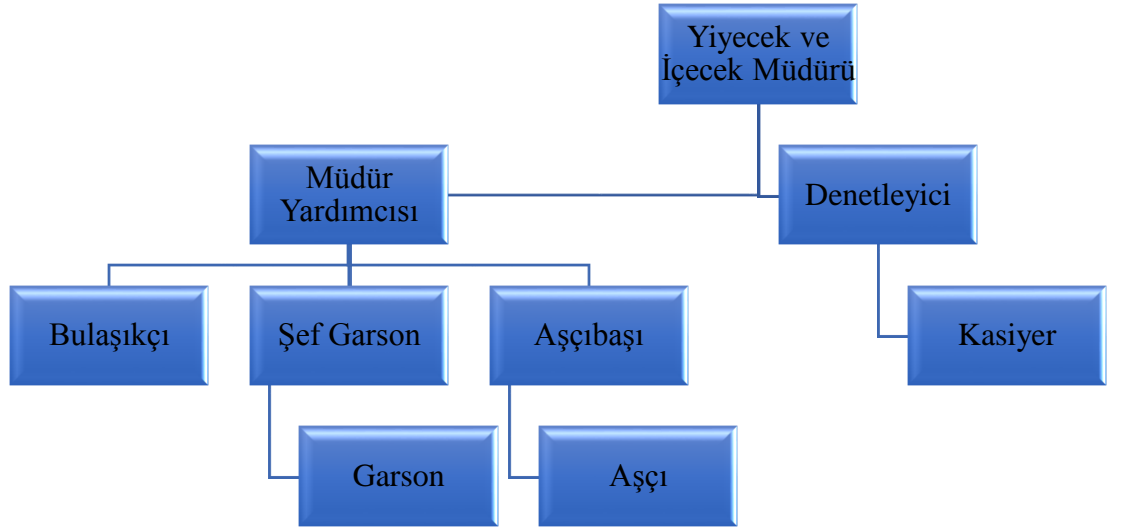 Yiyecek ve
İçecek Müdürü
Müdür
Yardımcısı
Denetleyici
Bulaşıkçı
Şef Garson
Aşçıbaşı
Kasiyer
Garson
Aşçı